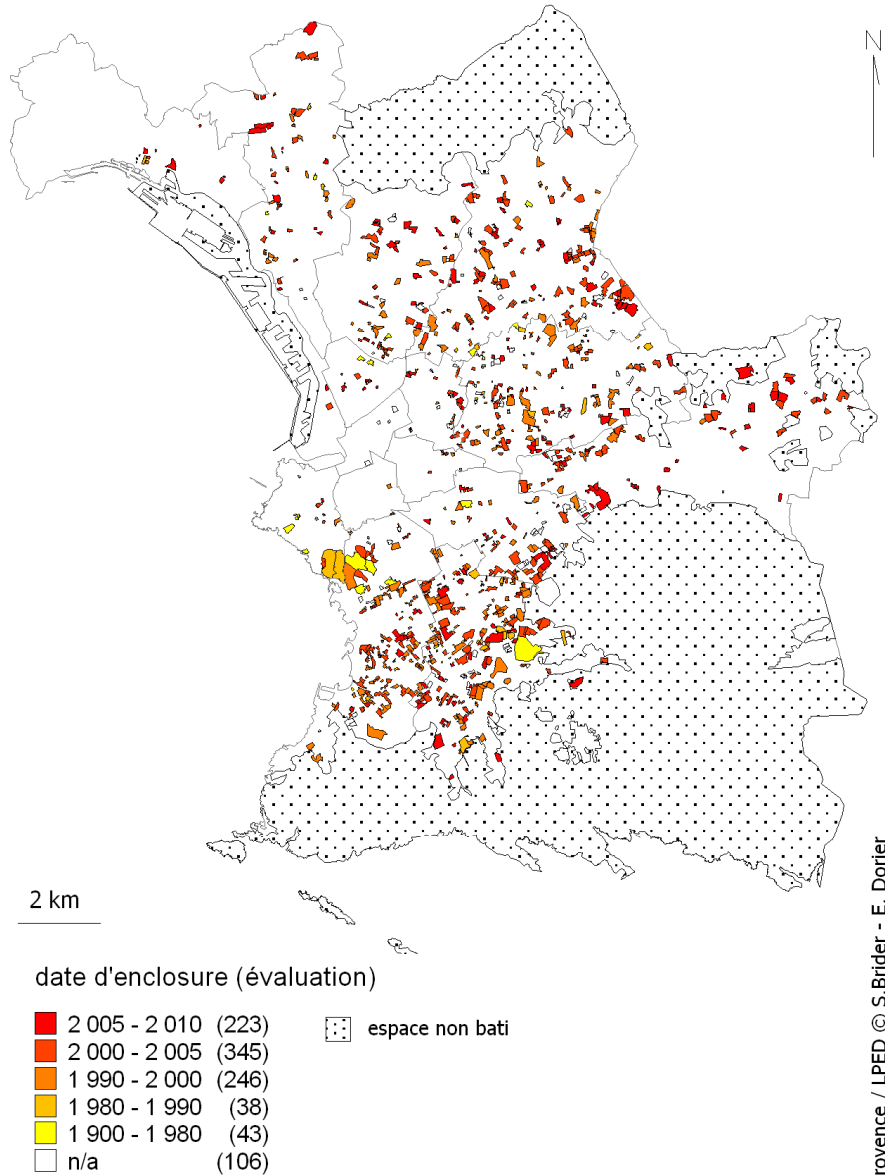 N
2 km
date d'enclosure (évaluation)
2 005 - 2 010 (223)
2 000 - 2 005 (345)
1 990 - 2 000 (246)
1 980 - 1 990 (38)
1 900 - 1 980 (43)
n/a (106)
espace non bati
rovence / LPED © S.Brider - E. Dorier